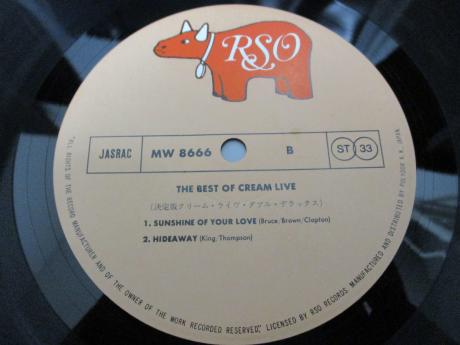 RSO
JASRAC
MW 8666
B
ST 33
THE BEST OF CREAM LIVE
(決定版クリーム・ライヴ・ダブル・デラックス)
1. SUNSHINE OF YOUR LOVE (Bruce/Brown/Clapton)
2. HIDEAWAY (King/Thompson)
"ALL RIGHTS OF THE RECORD MANUFACTURER AND OF THE OWNER OF THE WORK RECORDED RESERVED", LICENSED BY RSO RECORDS. MANUFACTURED AND DISTRIBUTED BY POLYDOR K. K. JAPAN.